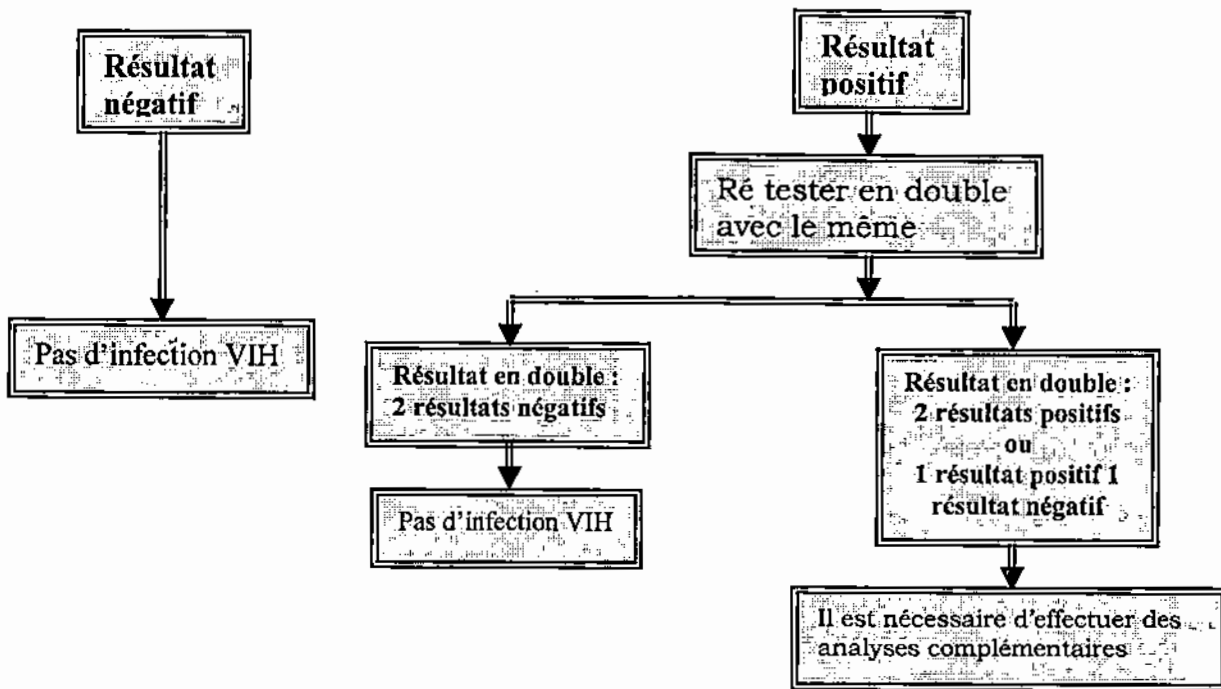 Résultat
négatif
Pas d'infection VIH
Résultat
positif
Ré tester en double
avec le même
Résultat en double :
2 résultats négatifs
Pas d'infection VIH
Résultat en double :
2 résultats positifs
ou
1 résultat positif 1
résultat négatif
Il est nécessaire d'effectuer des
analyses complémentaires